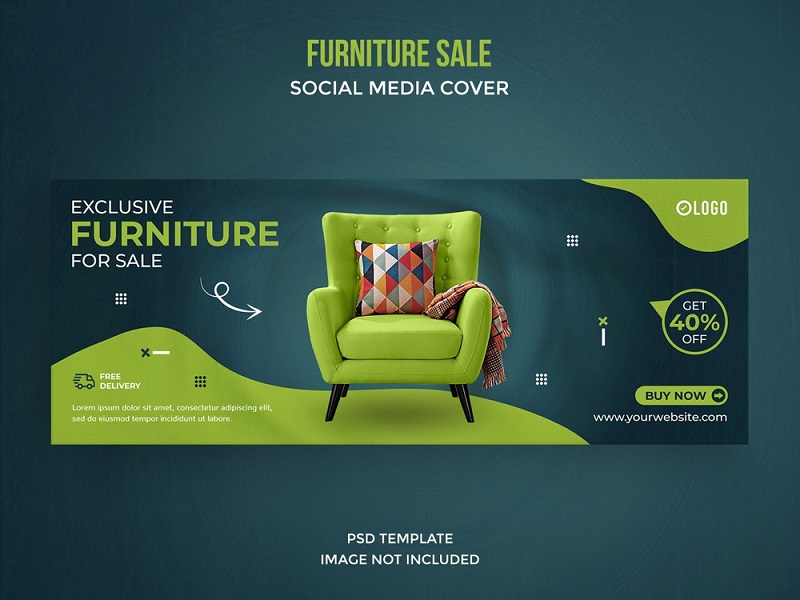 FURNITURE SALE
SOCIAL MEDIA COVER
EXCLUSIVE
FURNITURE
FOR SALE
LOGO
GET
40%
OFF
FREE
DELIVERY
Lorem ipsum dolor sit amet, consectetur adipiscing elit,
sed do eiusmod tempor incididunt ut labore.
BUY NOW
www.yourwebsite.com
PSD TEMPLATE
IMAGE NOT INCLUDED